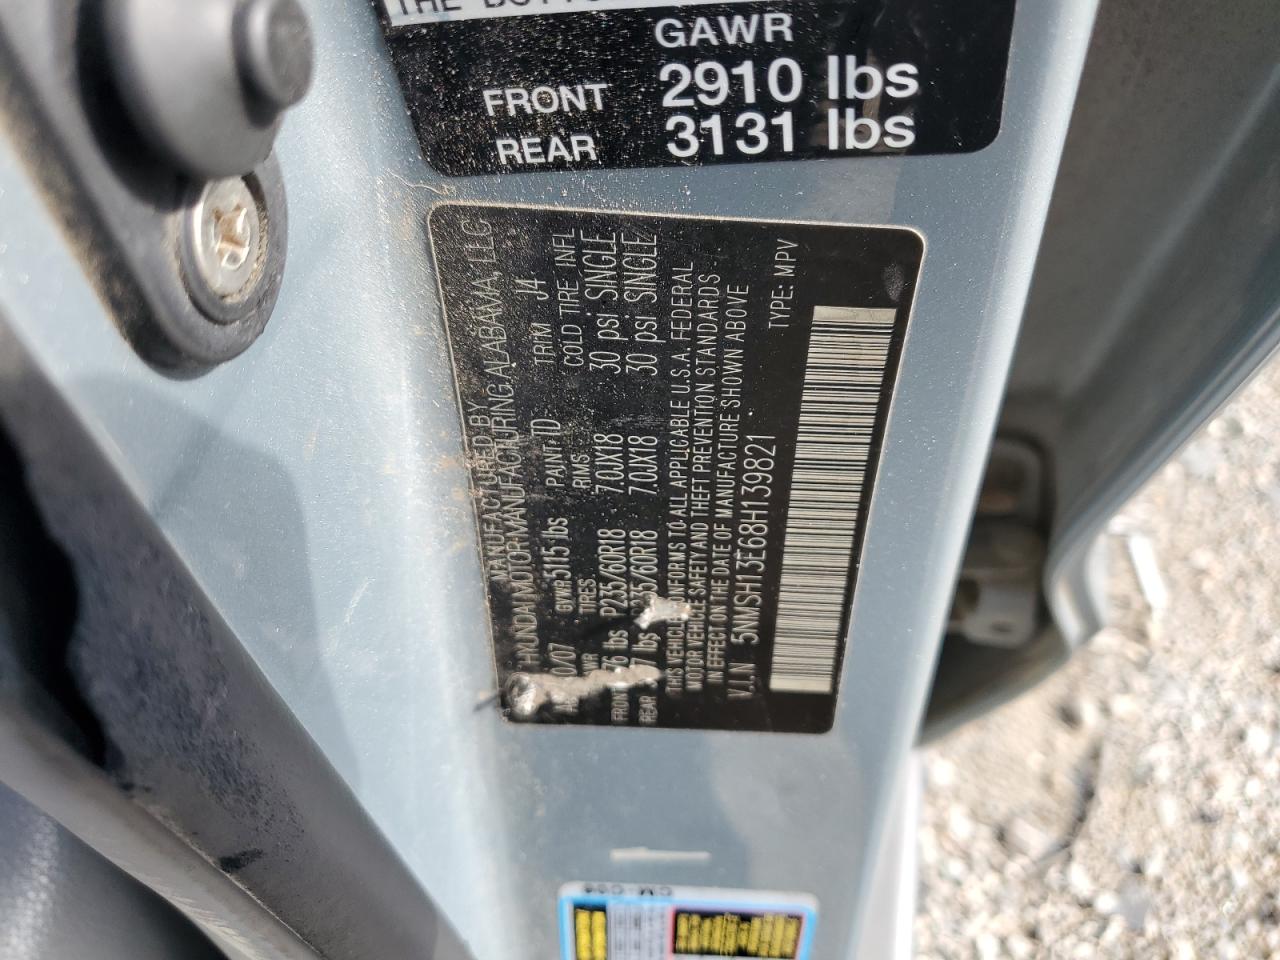 GAWR
FRONT 2910 lbs
REAR 3131 lbs
MANUFACTURED BY
HYUNDAI MOTOR MANUFACTURING ALABAMA, LLC
0/07 GVWR: 5115 lbs PAINT: 1D TRIM J4
TIRES: RIMS: COLD TIRE INFL
FRONT 76 lbs P235/60R18 7.0JX18 30 psi SINGLE
REAR 7 lbs 235/60R18 7.0JX18 30 psi SINGLE
THIS VEHICLE CONFORMS TO ALL APPLICABLE U.S.A. FEDERAL
MOTOR VEHICLE SAFETY AND THEFT PREVENTION STANDARDS
IN EFFECT ON THE DATE OF MANUFACTURE SHOWN ABOVE
V.I.N 5NMSH13E68H139821 TYPE: MPV